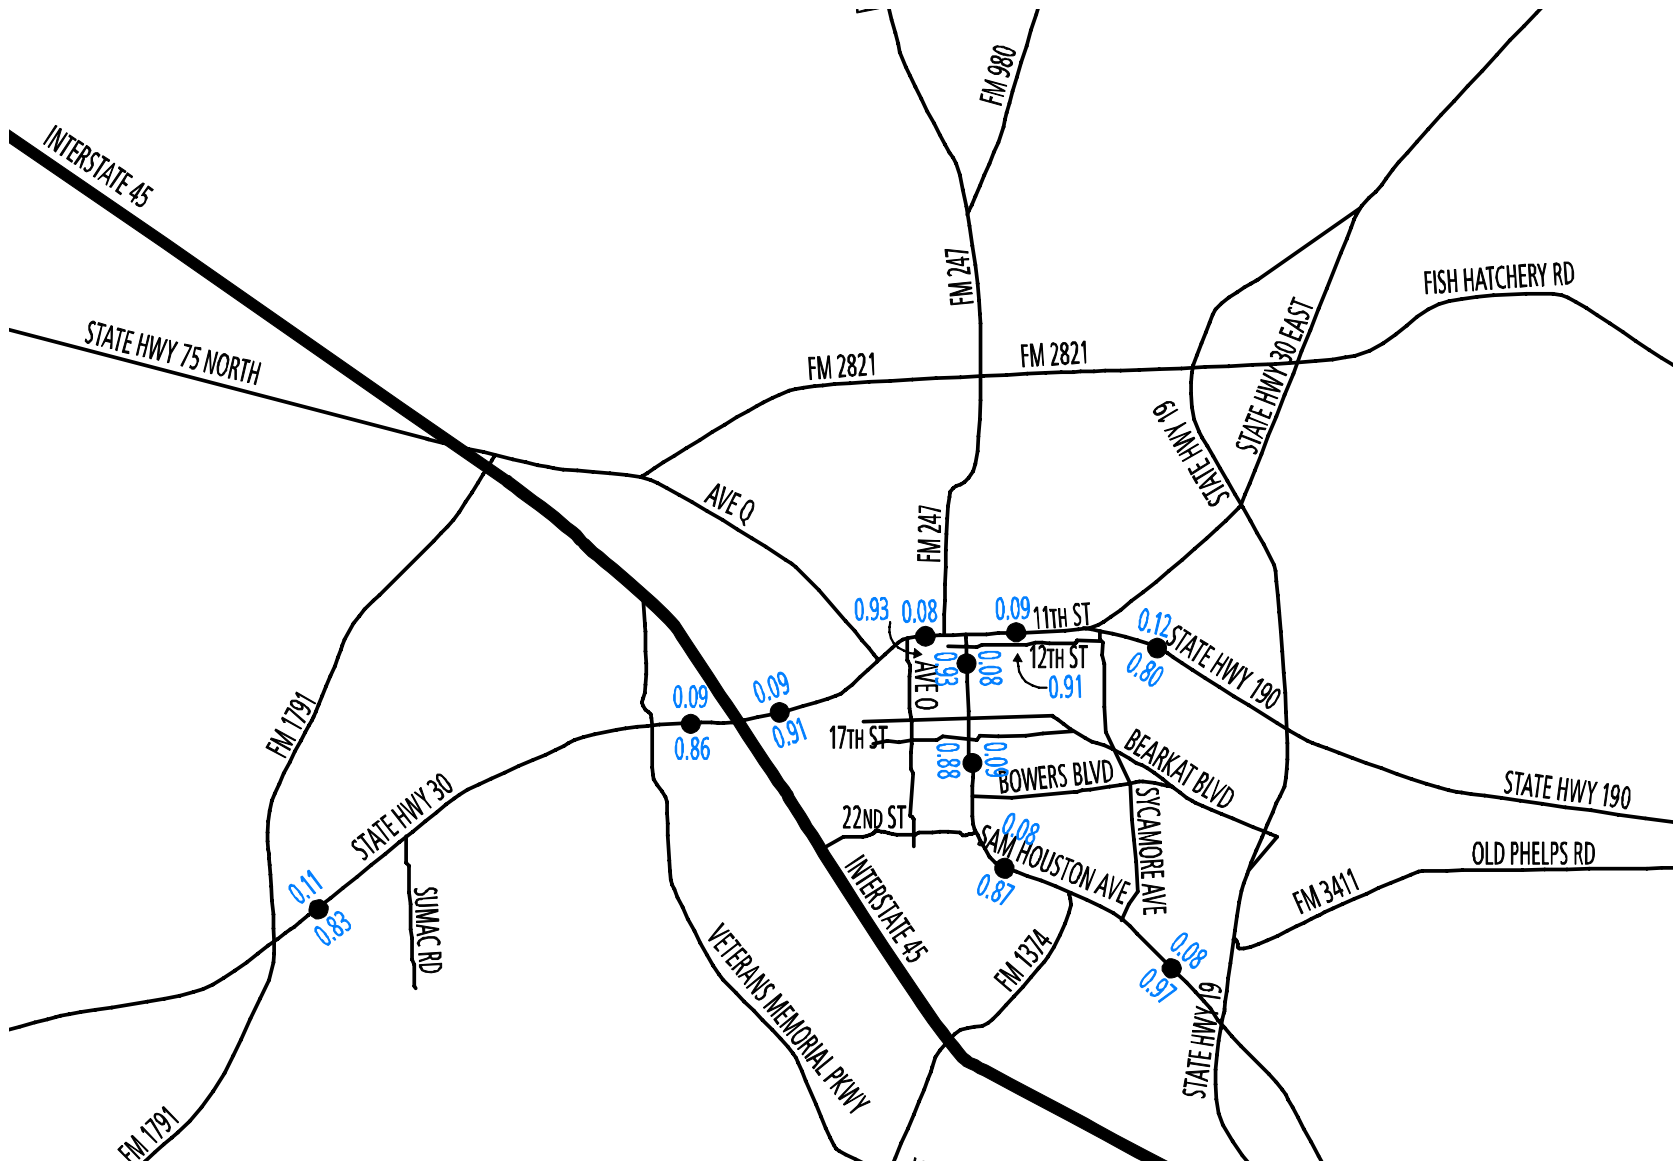 FM 980
INTERSTATE 45
FM 247
FISH HATCHERY RD
STATE HWY 75 NORTH
FM 2821
FM 2821
STATE HWY 30 EAST
STATE HWY 19
AVE Q
FM 247
0.93
0.08
0.09
11TH ST
0.12
STATE HWY 190
12TH ST
0.80
0.93
0.08
0.91
AVE O
0.09
0.86
0.09
0.91
FM 1791
17TH ST
0.88
0.09
BOWERS BLVD
BEARKAT BLVD
STATE HWY 190
STATE HWY 30
22ND ST
0.08
SAM HOUSTON AVE
0.87
SYCAMORE AVE
OLD PHELPS RD
FM 3411
0.11
0.83
SUMAC RD
INTERSTATE 45
VETERANS MEMORIAL PKWY
FM 1374
0.08
0.97
STATE HWY 19
FM 1791